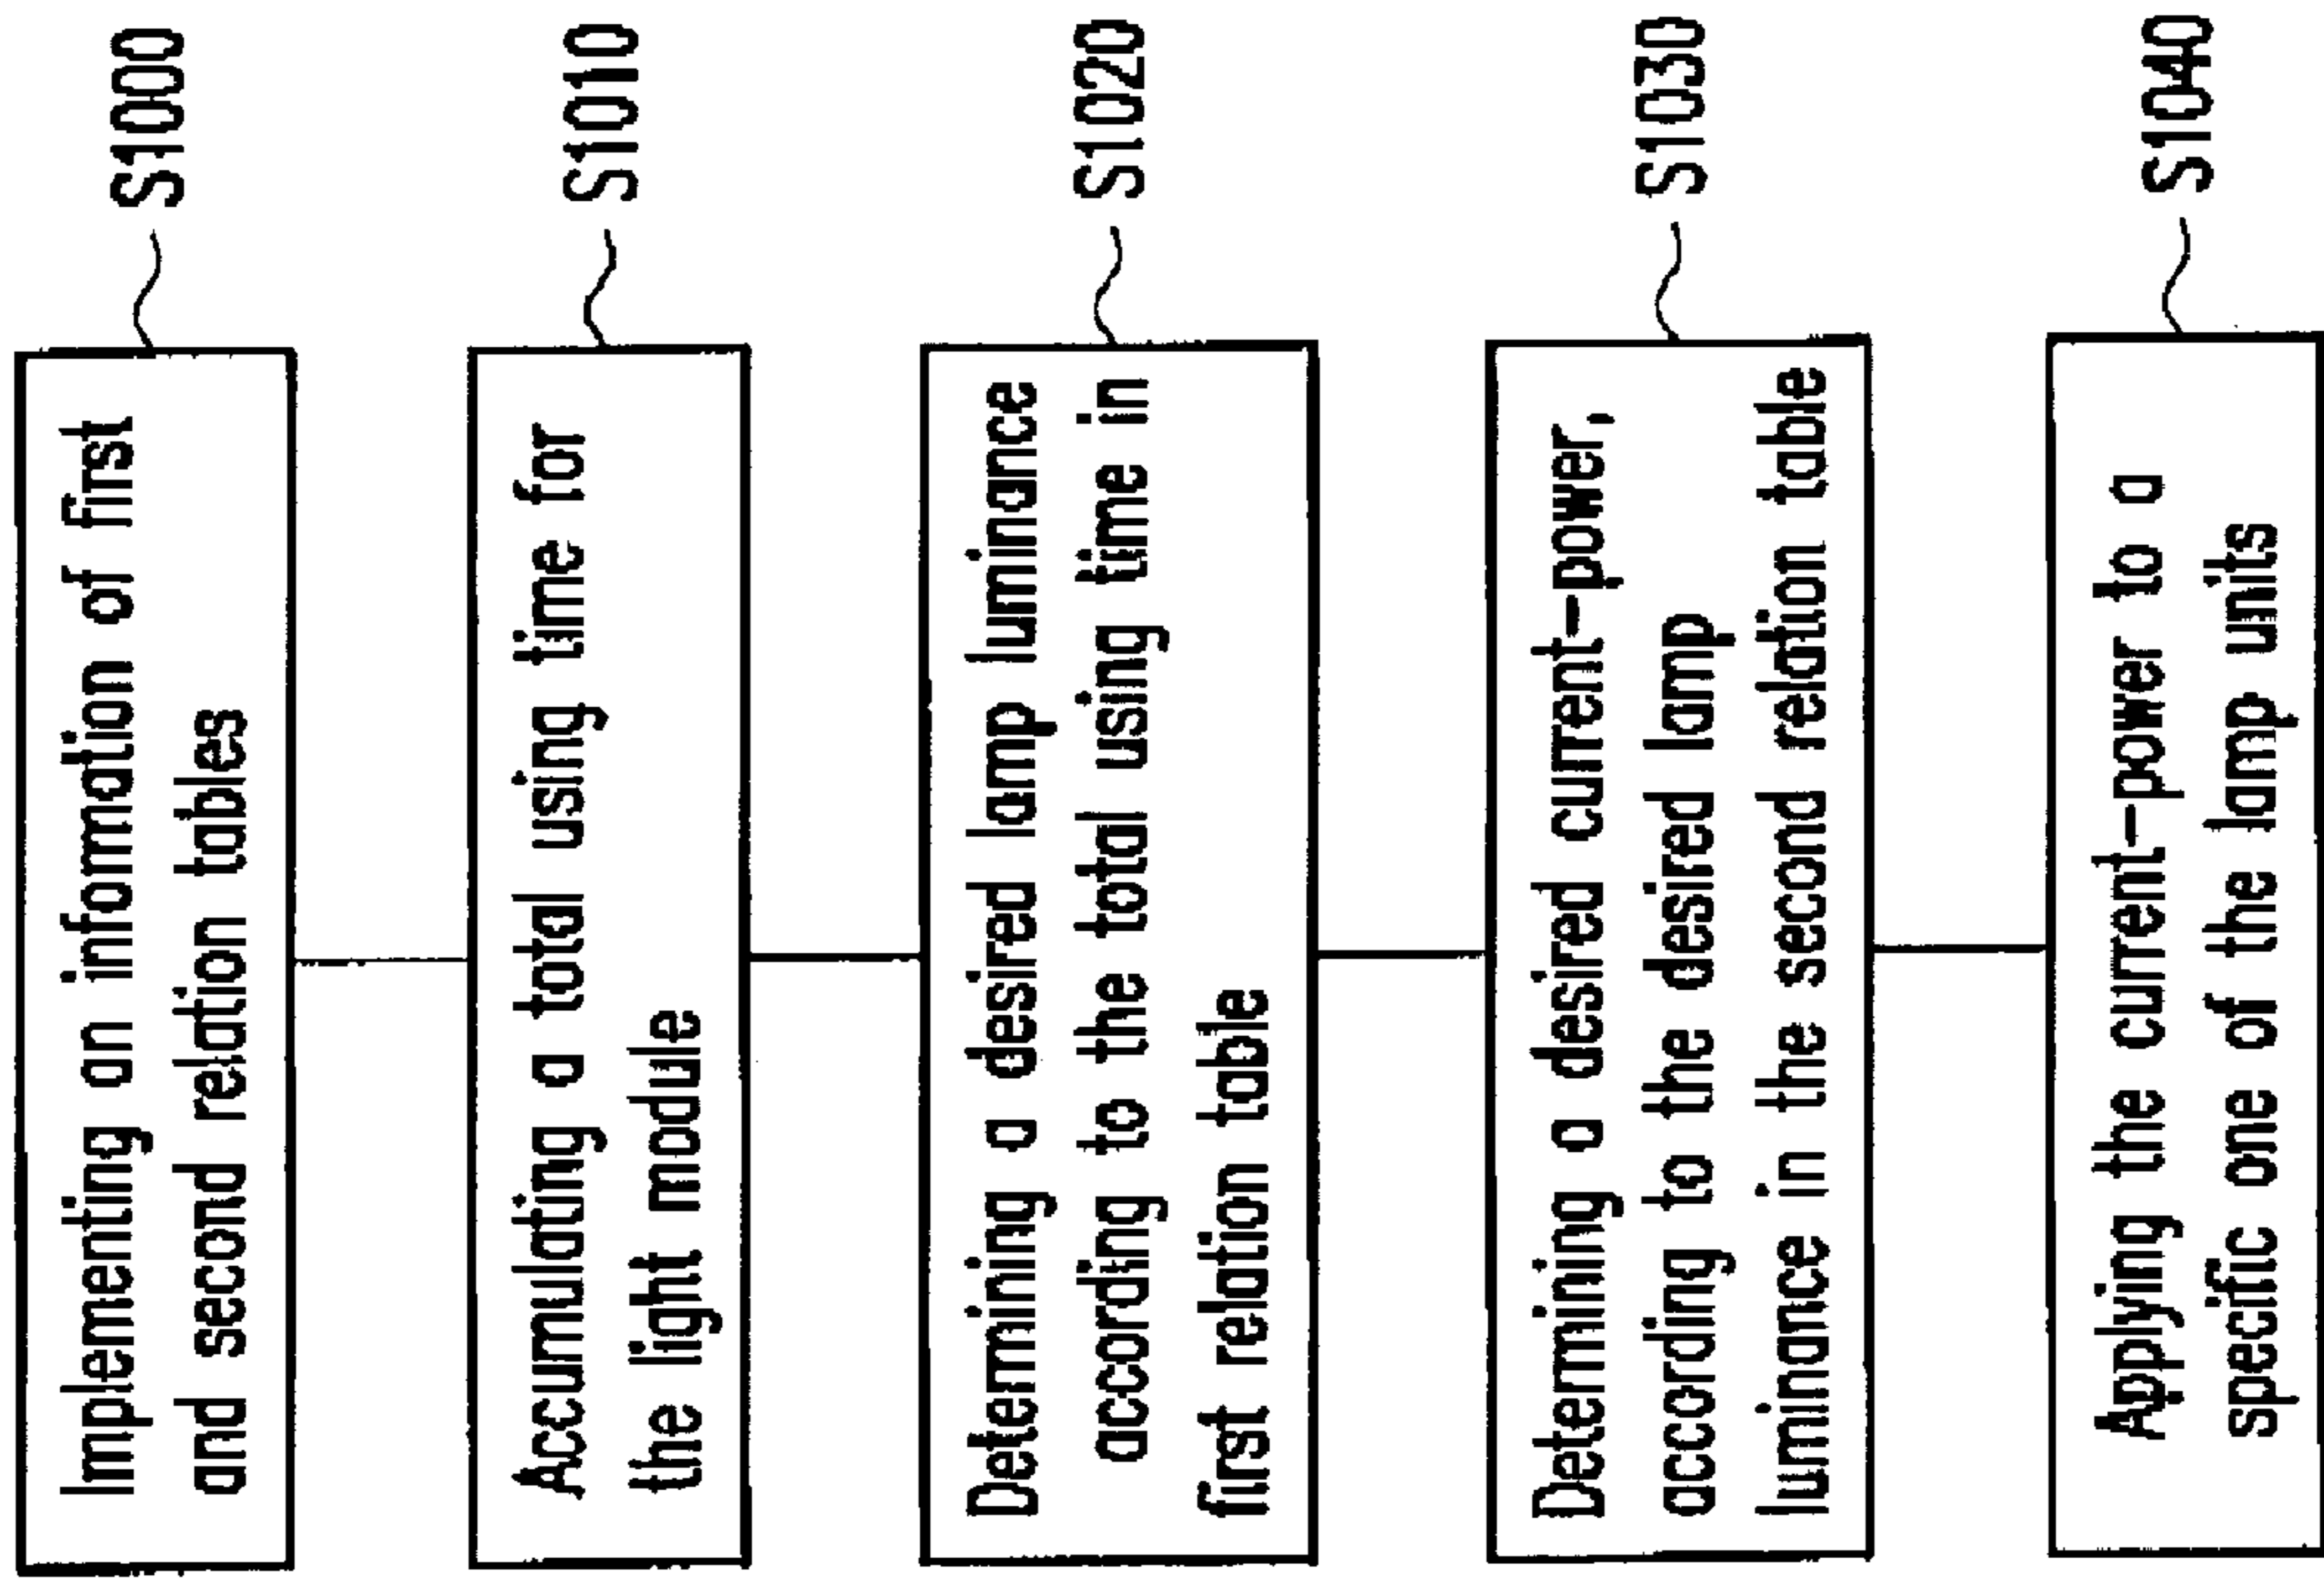 Implementing an information of first
and second relation tables
S1000
Accumulating a total using time for
the light module
S1010
Determining a desired lamp luminance
according to the total using time in
first relation table
S1020
Determining a desired current-power,
according to the desired lamp
luminance in the second relation table
S1030
Applying the current-power to a
specific one of the lamp units
S1040